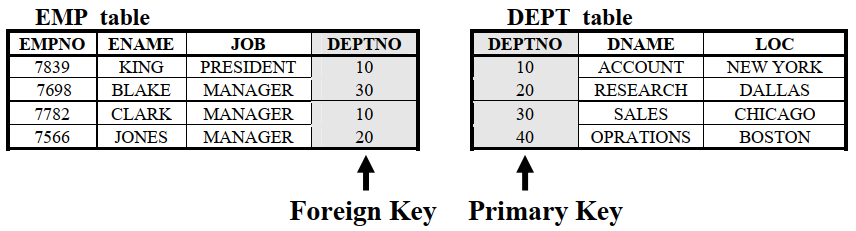 EMP table
EMPNO ENAME JOB DEPTNO
7839 KING PRESIDENT 10
7698 BLAKE MANAGER 30
7782 CLARK MANAGER 10
7566 JONES MANAGER 20
Foreign Key
DEPT table
DEPTNO DNAME LOC
10 ACCOUNT NEW YORK
20 RESEARCH DALLAS
30 SALES CHICAGO
40 OPRATIONS BOSTON
Primary Key